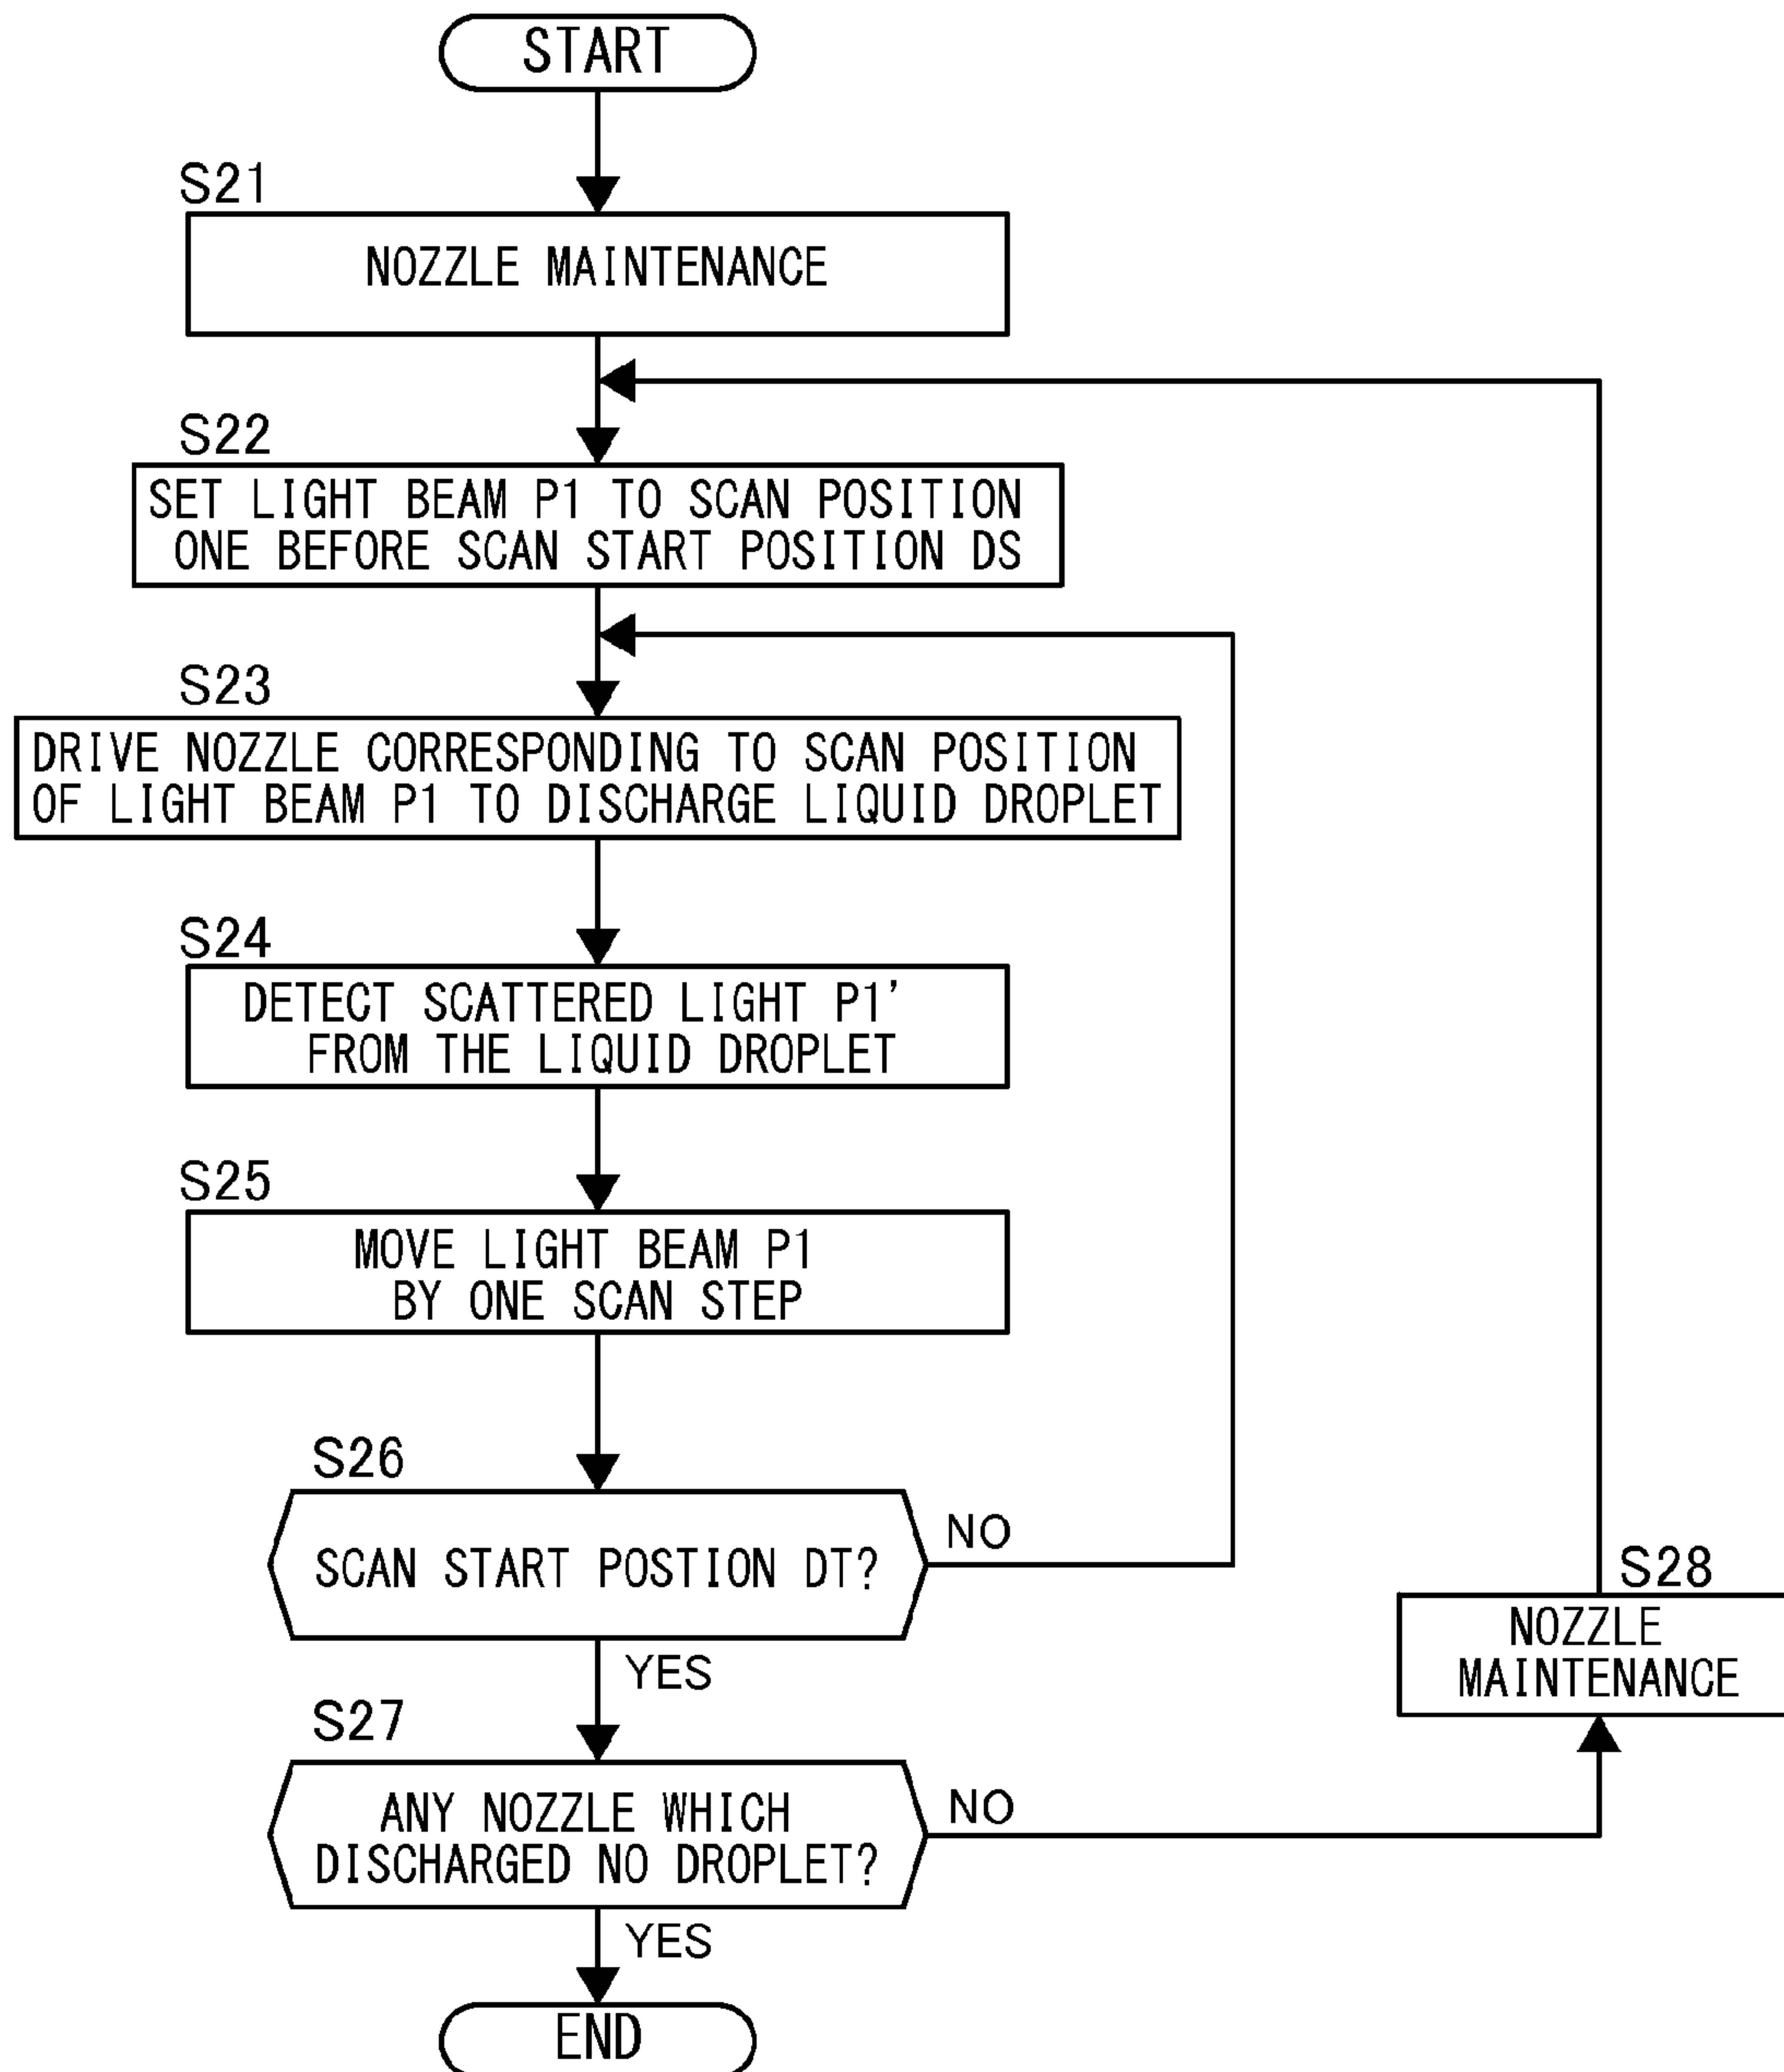 START
S21
NOZZLE MAINTENANCE
S22
SET LIGHT BEAM P1 TO SCAN POSITION
ONE BEFORE SCAN START POSITION DS
S23
DRIVE NOZZLE CORRESPONDING TO SCAN POSITION
OF LIGHT BEAM P1 TO DISCHARGE LIQUID DROPLET
S24
DETECT SCATTERED LIGHT P1'
FROM THE LIQUID DROPLET
S25
MOVE LIGHT BEAM P1
BY ONE SCAN STEP
S26
SCAN START POSTION DT?
NO
YES
S28
NOZZLE
MAINTENANCE
S27
ANY NOZZLE WHICH
DISCHARGED NO DROPLET?
NO
YES
END